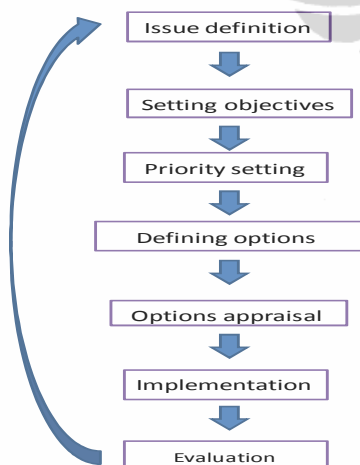 Issue definition
Setting objectives
Priority setting
Defining options
Options appraisal
Implementation
Evaluation